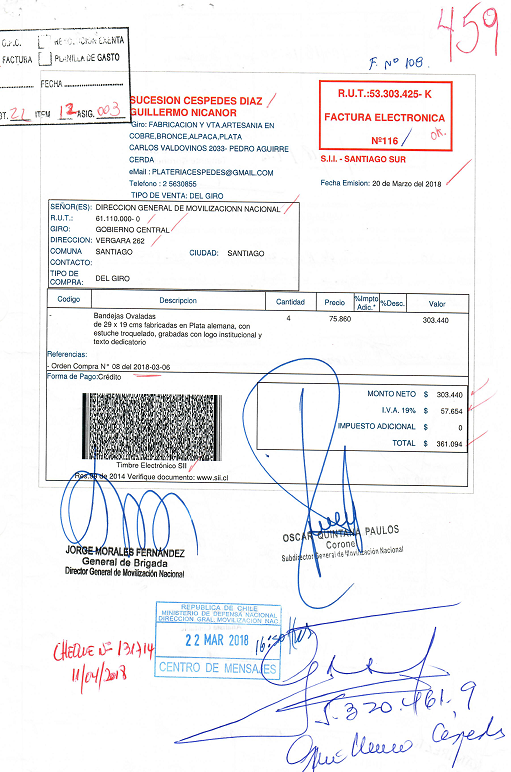 459
F. Nº 108
G.P.C.
RESOLUCION EXENTA
FACTURA
PLANILLA DE GASTO
FECHA
21 ITEM 12 ASIG. 003
SUCESION CESPEDES DIAZ
GUILLERMO NICANOR
Giro: FABRICACION Y VTA,ARTESANIA EN
COBRE,BRONCE,ALPACA,PLATA
CARLOS VALDOVINOS 2033- PEDRO AGUIRRE
CERDA
eMail : PLATERIACESPEDES@GMAIL.COM
Telefono : 2 5630855
TIPO DE VENTA: DEL GIRO
R.U.T.:53.303.425- K
FACTURA ELECTRONICA
Nº116
OK.
S.I.I. - SANTIAGO SUR
Fecha Emision: 20 de Marzo del 2018
SEÑOR(ES): DIRECCION GENERAL DE MOVILIZACIONN NACIONAL
R.U.T.: 61.110.000- 0
GIRO: GOBIERNO CENTRAL
DIRECCION: VERGARA 262
COMUNA SANTIAGO CIUDAD: SANTIAGO
CONTACTO:
TIPO DE
COMPRA: DEL GIRO
Codigo Descripcion Cantidad Precio %Impto Adic.* %Desc. Valor
- Bandejas Ovaladas 4 75.860 303.440
de 29 x 19 cms fabricadas en Plata alemana, con
estuche troquelado, grabadas con logo institucional y
texto dedicatorio
Referencias:
- Orden Compra N° 08 del 2018-03-06
Forma de Pago:Crédito
MONTO NETO $ 303.440
I.V.A. 19% $ 57.654
IMPUESTO ADICIONAL $ 0
TOTAL $ 361.094
Timbre Electrónico SII
Res.99 de 2014 Verifique documento: www.sii.cl
JORGE MORALES FERNANDEZ
General de Brigada
Director General de Movilización Nacional
OSCAR QUINTANA PAULOS
Coronel
Subdirector General de Movilización Nacional
REPUBLICA DE CHILE
MINISTERIO DE DEFENSA NACIONAL
DIRECCION GRAL. MOVILIZACION NAC.
22 MAR 2018
CENTRO DE MENSAJES
CHEQUE Nº 131714
11/04/2018
5.320.461.9
Guillermo Céspedes